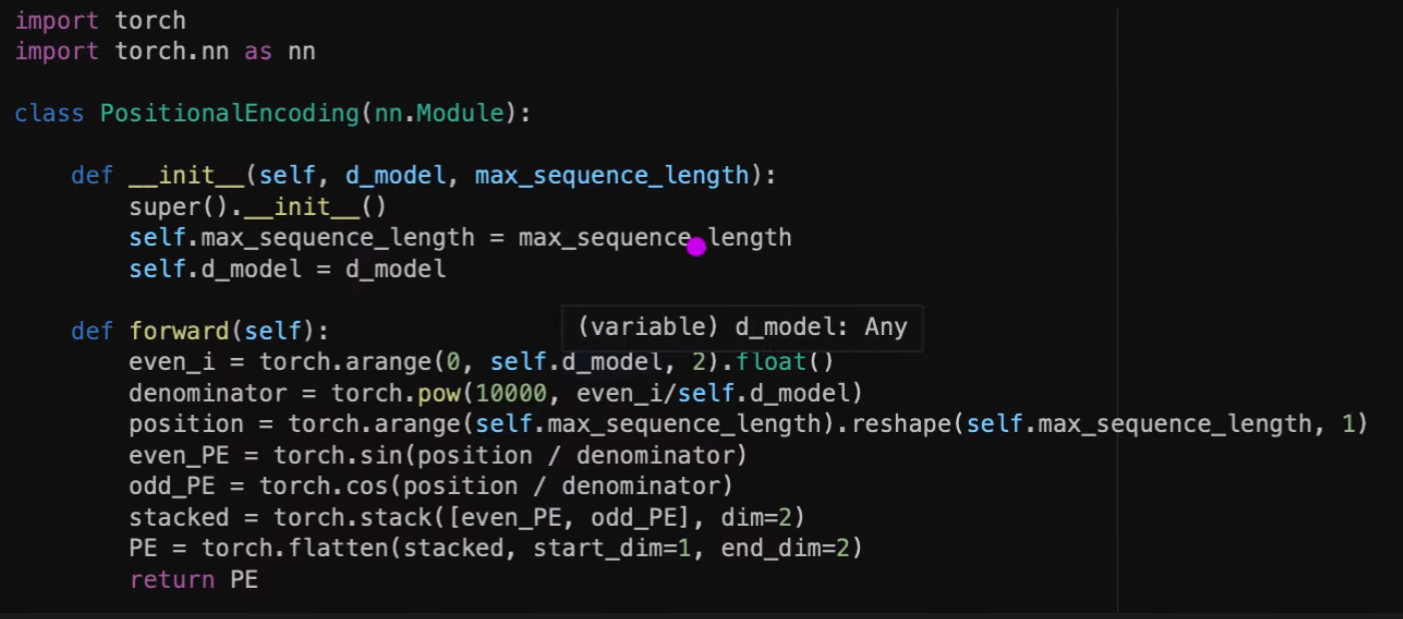 import torch
import torch.nn as nn
class PositionalEncoding(nn.Module):
    def __init__(self, d_model, max_sequence_length):
        super().__init__()
        self.max_sequence_length = max_sequence_length
        self.d_model = d_model
    def forward(self):
(variable) d_model: Any
        even_i = torch.arange(0, self.d_model, 2).float()
        denominator = torch.pow(10000, even_i/self.d_model)
        position = torch.arange(self.max_sequence_length).reshape(self.max_sequence_length, 1)
        even_PE = torch.sin(position / denominator)
        odd_PE = torch.cos(position / denominator)
        stacked = torch.stack([even_PE, odd_PE], dim=2)
        PE = torch.flatten(stacked, start_dim=1, end_dim=2)
        return PE